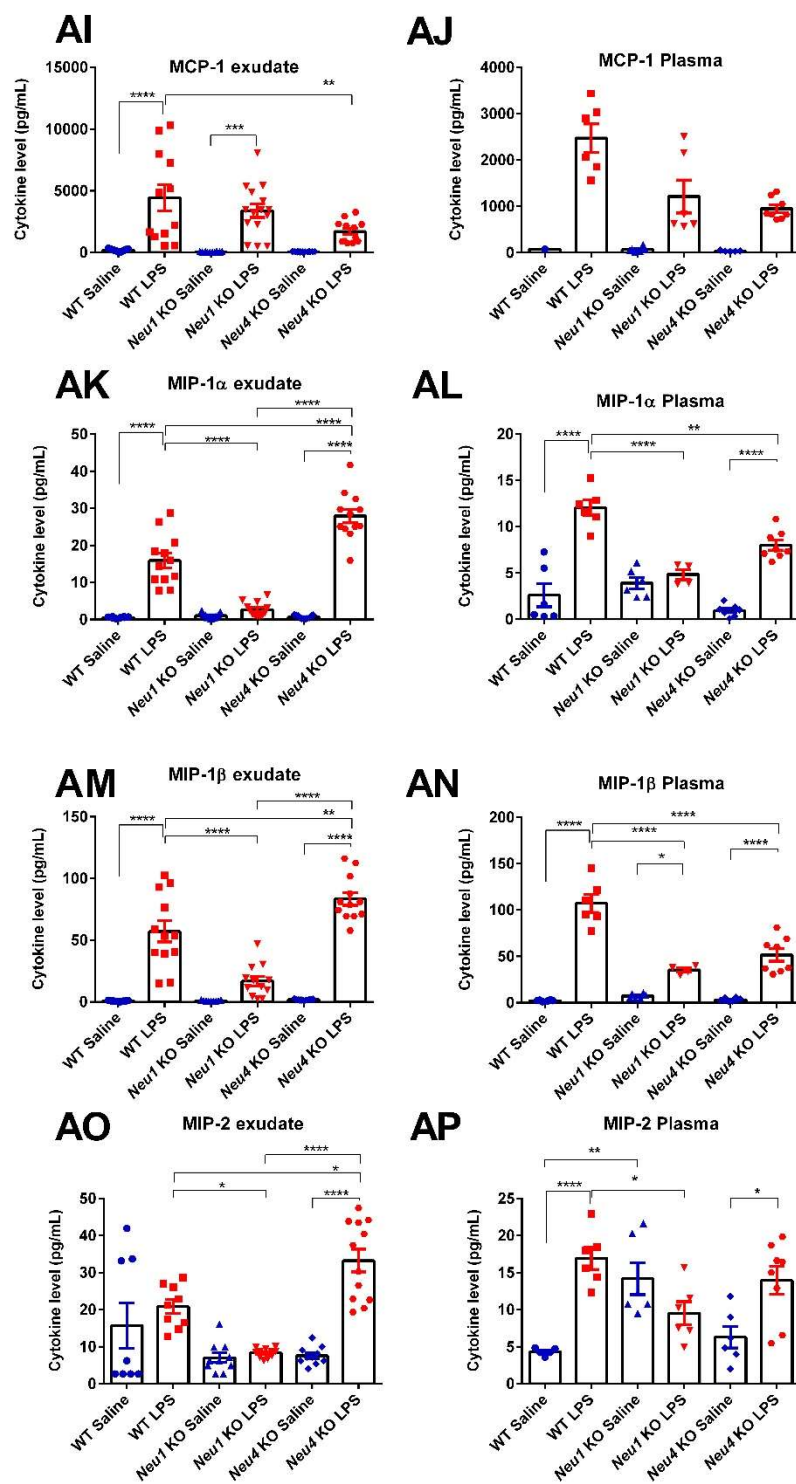 AI
MCP-1 exudate
Cytokine level (pg/mL)
15000
10000
5000
0
****
**
***
WT Saline
WT LPS
Neu1 KO Saline
Neu1 KO LPS
Neu4 KO Saline
Neu4 KO LPS
AJ
MCP-1 Plasma
Cytokine level (pg/mL)
4000
3000
2000
1000
0
WT Saline
WT LPS
Neu1 KO Saline
Neu1 KO LPS
Neu4 KO Saline
Neu4 KO LPS
AK
MIP-1α exudate
Cytokine level (pg/mL)
50
40
30
20
10
0
****
****
****
****
****
WT Saline
WT LPS
Neu1 KO Saline
Neu1 KO LPS
Neu4 KO Saline
Neu4 KO LPS
AL
MIP-1α Plasma
Cytokine level (pg/mL)
20
15
10
5
0
**
****
****
****
WT Saline
WT LPS
Neu1 KO Saline
Neu1 KO LPS
Neu4 KO Saline
Neu4 KO LPS
AM
MIP-1β exudate
Cytokine level (pg/mL)
150
100
50
0
****
**
****
****
****
WT Saline
WT LPS
Neu1 KO Saline
Neu1 KO LPS
Neu4 KO Saline
Neu4 KO LPS
AN
MIP-1β Plasma
Cytokine level (pg/mL)
200
150
100
50
0
****
****
****
*
****
WT Saline
WT LPS
Neu1 KO Saline
Neu1 KO LPS
Neu4 KO Saline
Neu4 KO LPS
AO
MIP-2 exudate
Cytokine level (pg/mL)
50
40
30
20
10
0
****
*
*
****
WT Saline
WT LPS
Neu1 KO Saline
Neu1 KO LPS
Neu4 KO Saline
Neu4 KO LPS
AP
MIP-2 Plasma
Cytokine level (pg/mL)
25
20
15
10
5
0
**
****
*
*
WT Saline
WT LPS
Neu1 KO Saline
Neu1 KO LPS
Neu4 KO Saline
Neu4 KO LPS